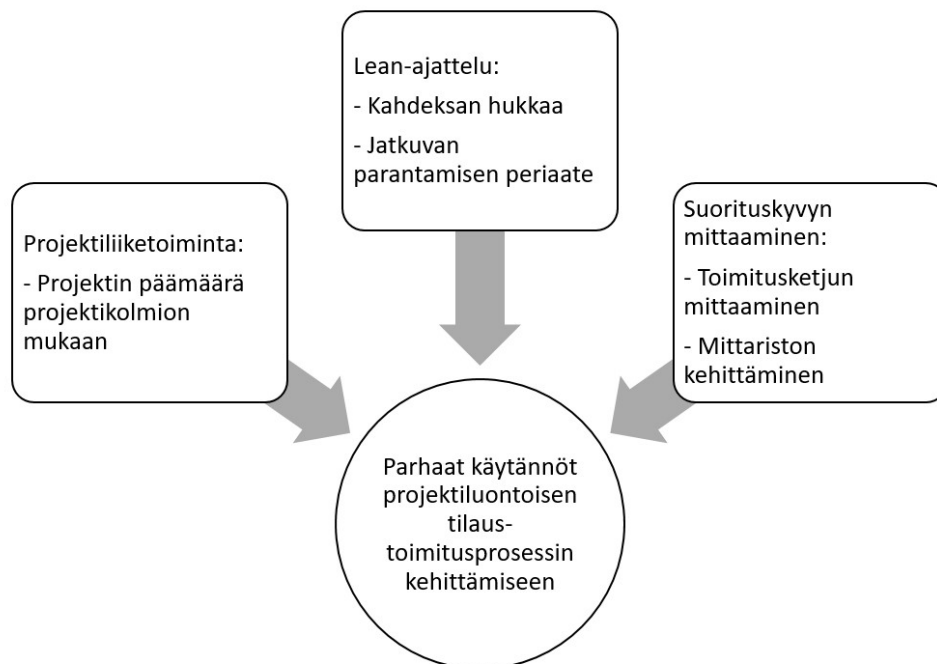 Lean-ajattelu:
- Kahdeksan hukkaa
- Jatkuvan
parantamisen periaate
Projektiliiketoiminta:
- Projektin päämäärä
projektikolmion
mukaan
Suorituskyvyn
mittaaminen:
- Toimitusketjun
mittaaminen
- Mittariston
kehittäminen
Parhaat käytännöt
projektiluontoisen
tilaus-
toimitusprosessin
kehittämiseen